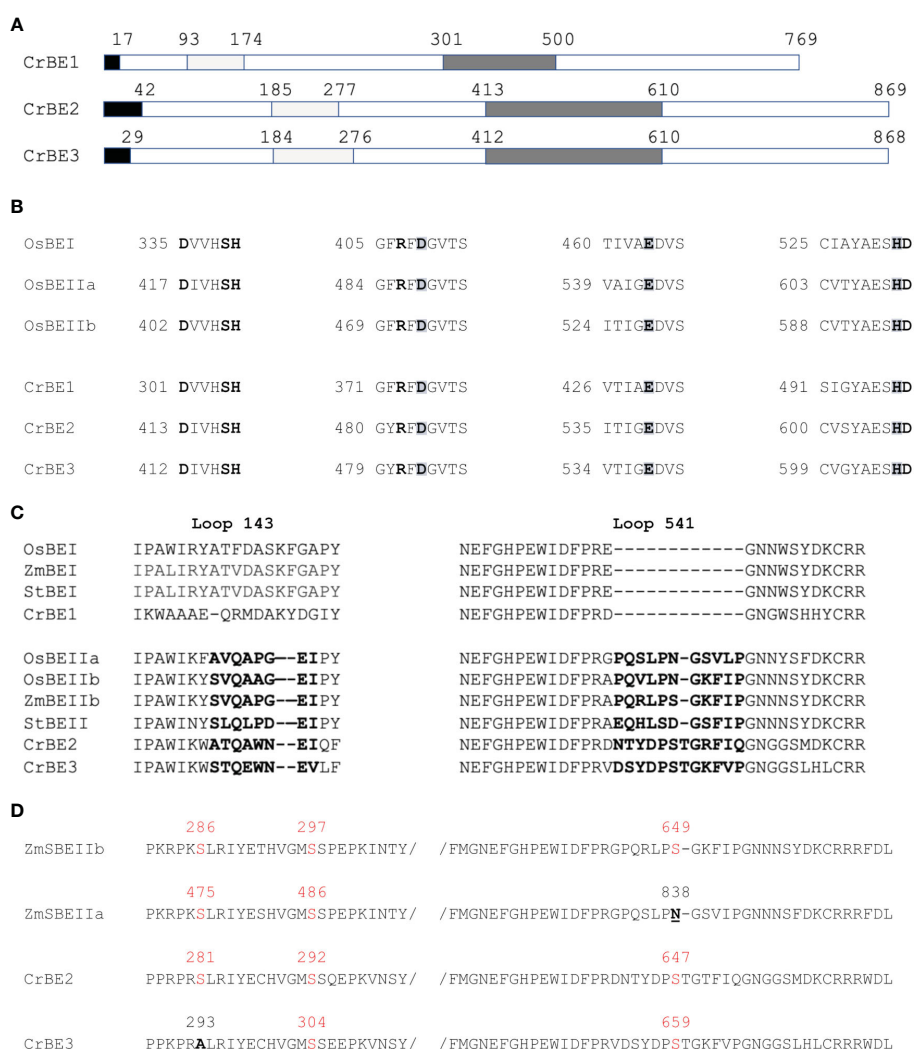 A
17 93 174 301 500 769
CrBE1
42 185 277 413 610 869
CrBE2
29 184 276 412 610 868
CrBE3
B
OsBEI 335 DVVHSH 405 GFRFDGVTS 460 TIVAEDVS 525 CIAYAESHD
OsBEIIa 417 DIVHSH 484 GFRFDGVTS 539 VAIGEDVS 603 CVTYAESHD
OsBEIIb 402 DIVHSH 469 GFRFDGVTS 524 ITIGEDVS 588 CVTYAESHD
CrBE1 301 DVVHSH 371 GFRFDGVTS 426 VTIAEDVS 491 SIGYAESHD
CrBE2 413 DIVHSH 480 GYRFDGVTS 535 ITIGEDVS 600 CVSYAESHD
CrBE3 412 DIVHSH 479 GYRFDGVTS 534 VTIGEDVS 599 CVGYAESHD
C
Loop 143 Loop 541
OsBEI IPAWIRYATFDASKFGAPY NEFGHPEWIDFPRE------------GNNWSYDKCRR
ZmBEI IPALIRYATVDASKFGAPY NEFGHPEWIDFPRE------------GNNWSYDKCRR
StBEI IPALIRYATVDASKFGAPY NEFGHPEWIDFPRE------------GNNWSYDKCRR
CrBE1 IKWAAAE-QRMDAKYDGIY NEFGHPEWIDFPRD------------GNGWSHHYCRR
OsBEIIa IPAWIKFAVQAPG--EIPY NEFGHPEWIDFPRGPQSLPN-GSVLPGNNYSFDKCRR
OsBEIIb IPAWIKYSVQAAG--EIPY NEFGHPEWIDFPRAPQVLPN-GKFIPGNNNSYDKCRR
ZmBEIIb IPAWIKYSVQAPG--EIPY NEFGHPEWIDFPRAPQRLPS-GKFIPGNNNSYDKCRR
StBEII IPAWINYSLQLPD--EIPY NEFGHPEWIDFPRAEQHLSD-GSFIPGNQFSYDKCRR
CrBE2 IPAWIKWATQAWN--EIQF NEFGHPEWIDFPRDNTYDPSTGRFIQGNGGSMDKCRR
CrBE3 IPAWIKWSTQEWN--EVLF NEFGHPEWIDFPRVDSYDPSTGKFVPGNGGSLHLCRR
D
286 297 649
ZmSBEIIb PKRPKSLRIYETHVGMSSPEPKINTY/ /FMGNEFGHPEWIDFPRGPQRLPS-GKFIPGNNNSYDKCRRRFDL
475 486 838
ZmSBEIIa PKRPKSLRIYESHVGMSSPEPKINTY/ /FMGNEFGHPEWIDFPRGPQSLPN-GSVIPGNNNSFDKCRRRFDL
281 292 647
CrBE2 PPRPRSLRIYECHVGMSSQEPKVNSY/ /FMGNEFGHPEWIDFPRDNTYDPSTGTFIQGNGGSMDKCRRRWDL
293 304 659
CrBE3 PPKPRALRIYECHVGMSSEEPKVNSY/ /FMGNEFGHPEWIDFPRVDSYDPSTGKFVPGNGGSLHLCRRRWDL